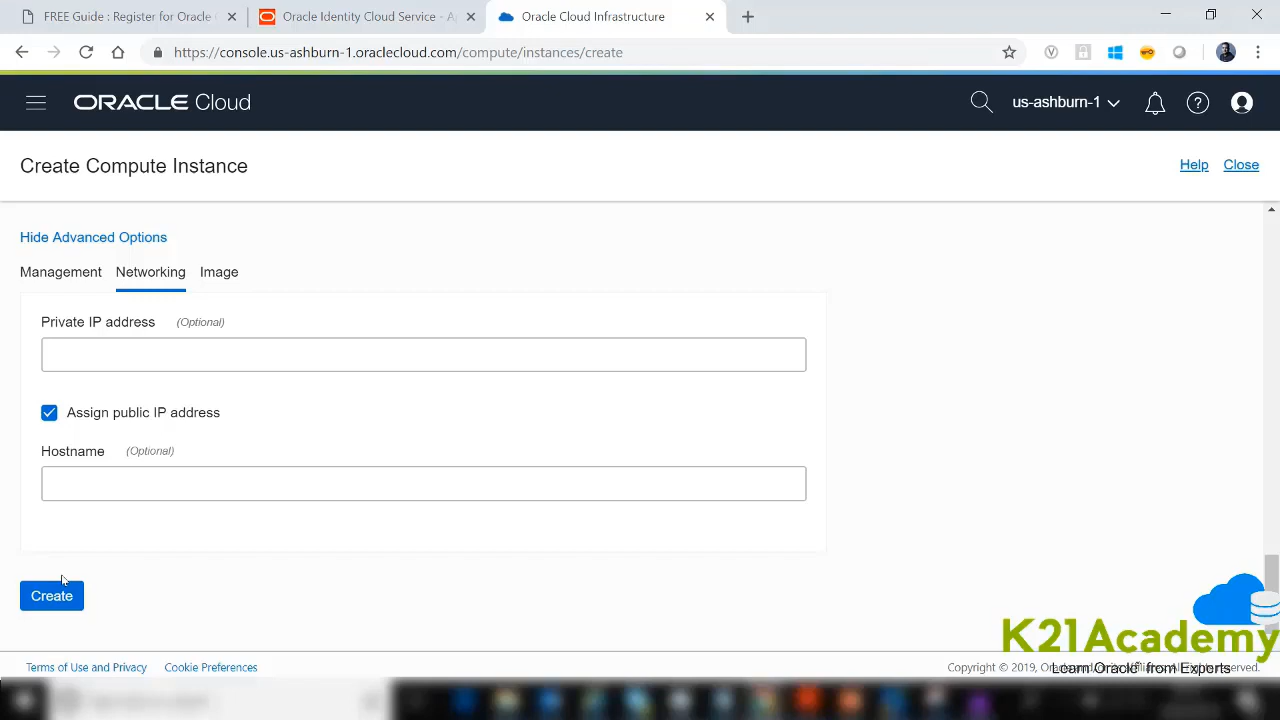 FREE Guide : Register for Oracle
Oracle Identity Cloud Service - A
Oracle Cloud Infrastructure
https://console.us-ashburn-1.oraclecloud.com/compute/instances/create
ORACLE Cloud
us-ashburn-1
Create Compute Instance
Help
Close
Hide Advanced Options
Management
Networking
Image
Private IP address (Optional)
Assign public IP address
Hostname (Optional)
Create
K21Academy
Learn Oracle from Experts
Terms of Use and Privacy
Cookie Preferences
Copyright © 2019, Oracle
reserved.